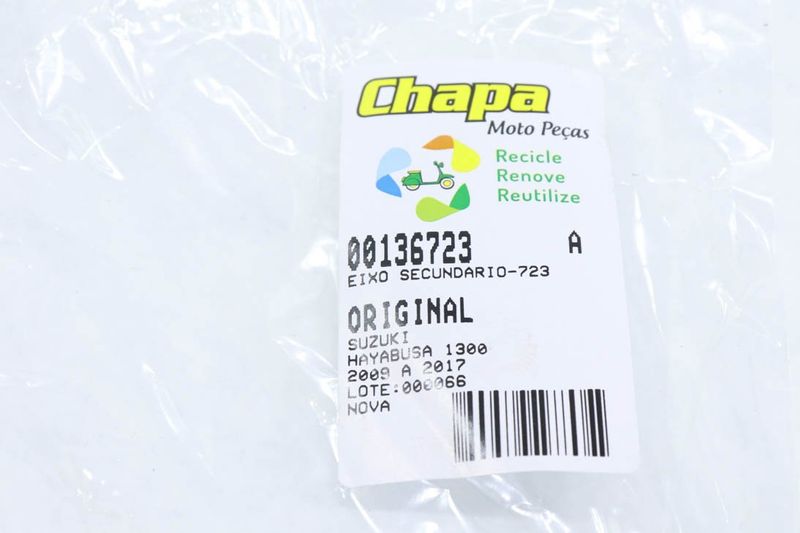 Chapa
Moto Peças
Recicle
Renove
Reutilize
00136723 A
EIXO SECUNDARIO-723
ORIGINAL
SUZUKI
HAYABUSA 1300
2009 A 2017
LOTE:000066
NOVA